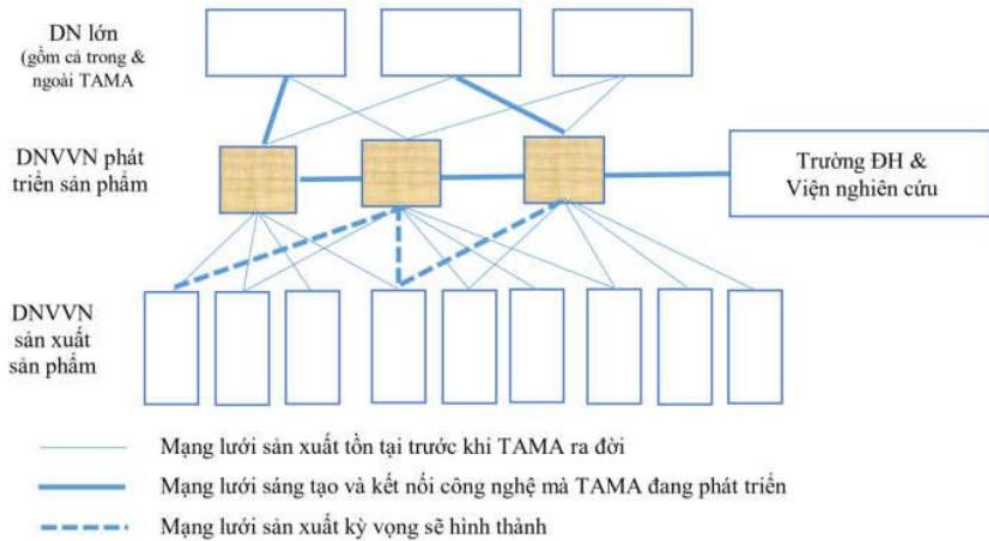 DN lớn
(gồm cả trong &
ngoài TAMA
DNVVN phát
triển sản phẩm
Trường ĐH &
Viện nghiên cứu
DNVVN
sản xuất
sản phẩm
Mạng lưới sản xuất tồn tại trước khi TAMA ra đời
Mạng lưới sáng tạo và kết nối công nghệ mà TAMA đang phát triển
Mạng lưới sản xuất kỳ vọng sẽ hình thành